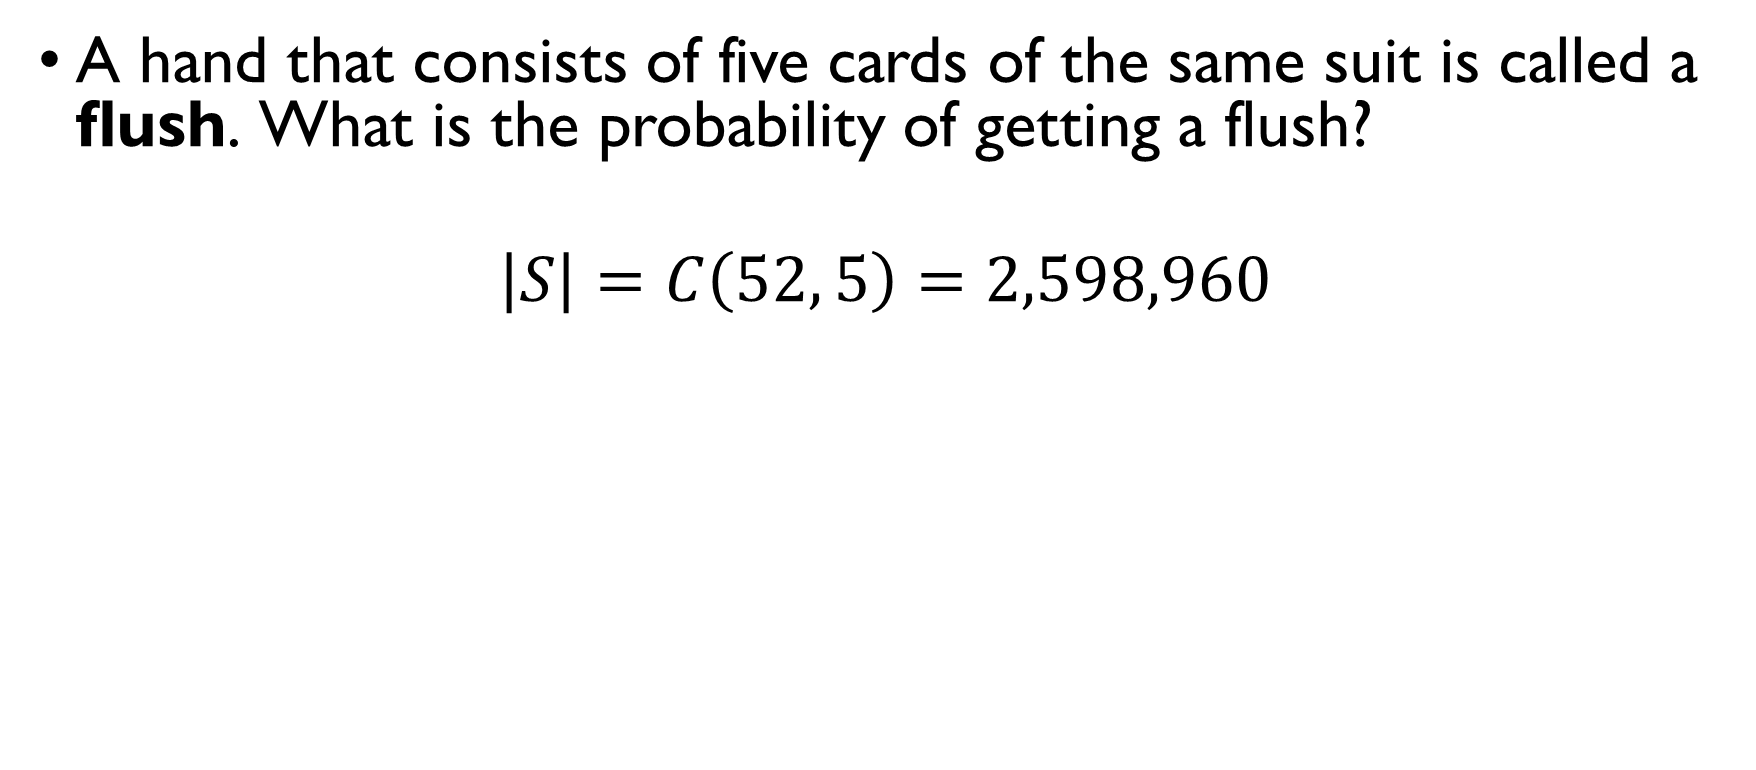 • A hand that consists of five cards of the same suit is called a
flush. What is the probability of getting a flush?
|𝑆| = 𝐶(52, 5) = 2,598,960